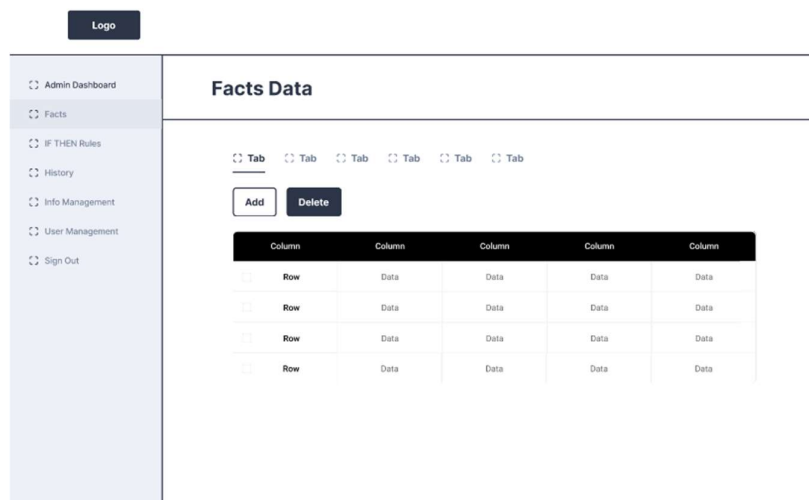 Logo
Admin Dashboard
Facts
IF THEN Rules
History
Info Management
User Management
Sign Out
Facts Data
Tab Tab Tab Tab Tab Tab
Add Delete
Column Column Column Column Column
Row Data Data Data Data
Row Data Data Data Data
Row Data Data Data Data
Row Data Data Data Data